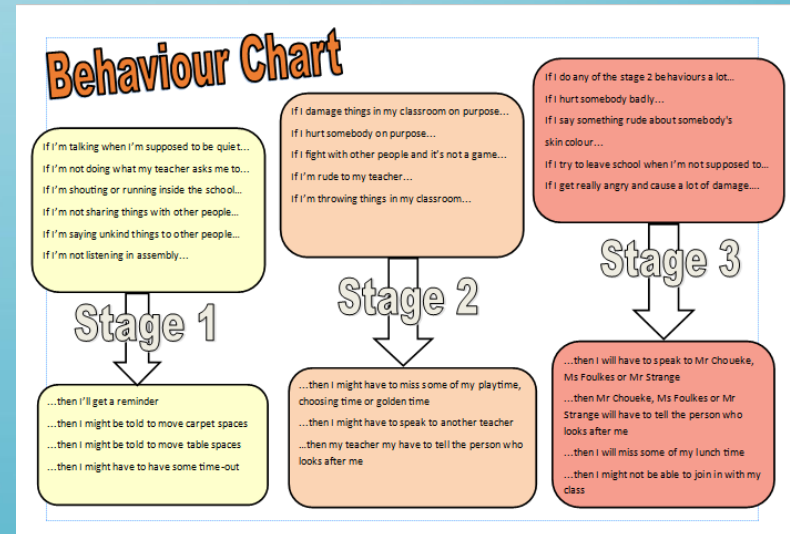 Behaviour Chart
If I'm talking when I'm supposed to be quiet...
If I'm not doing what my teacher asks me to...
If I'm shouting or running inside the school...
If I'm not sharing things with other people...
If I'm saying unkind things to other people...
If I'm not listening in assembly...
Stage 1
...then I'll get a reminder
...then I might be told to move carpet spaces
...then I might be told to move table spaces
...then I might have to have some time-out
If I damage things in my classroom on purpose...
If I hurt somebody on purpose...
If I fight with other people and it's not a game...
If I'm rude to my teacher...
If I'm throwing things in my classroom...
Stage 2
...then I might have to miss some of my playtime,
choosing time or golden time
...then I might have to speak to another teacher
...then my teacher my have to tell the person who
looks after me
If I do any of the stage 2 behaviours a lot...
If I hurt somebody badly...
If I say something rude about somebody's
skin colour...
If I try to leave school when I'm not supposed to...
If I get really angry and cause a lot of damage....
Stage 3
...then I will have to speak to Mr Choueke,
Ms Foulkes or Mr Strange
...then Mr Choueke, Ms Foulkes or Mr
Strange will have to tell the person who
looks after me
...then I will miss some of my lunch time
...then I might not be able to join in with my
class